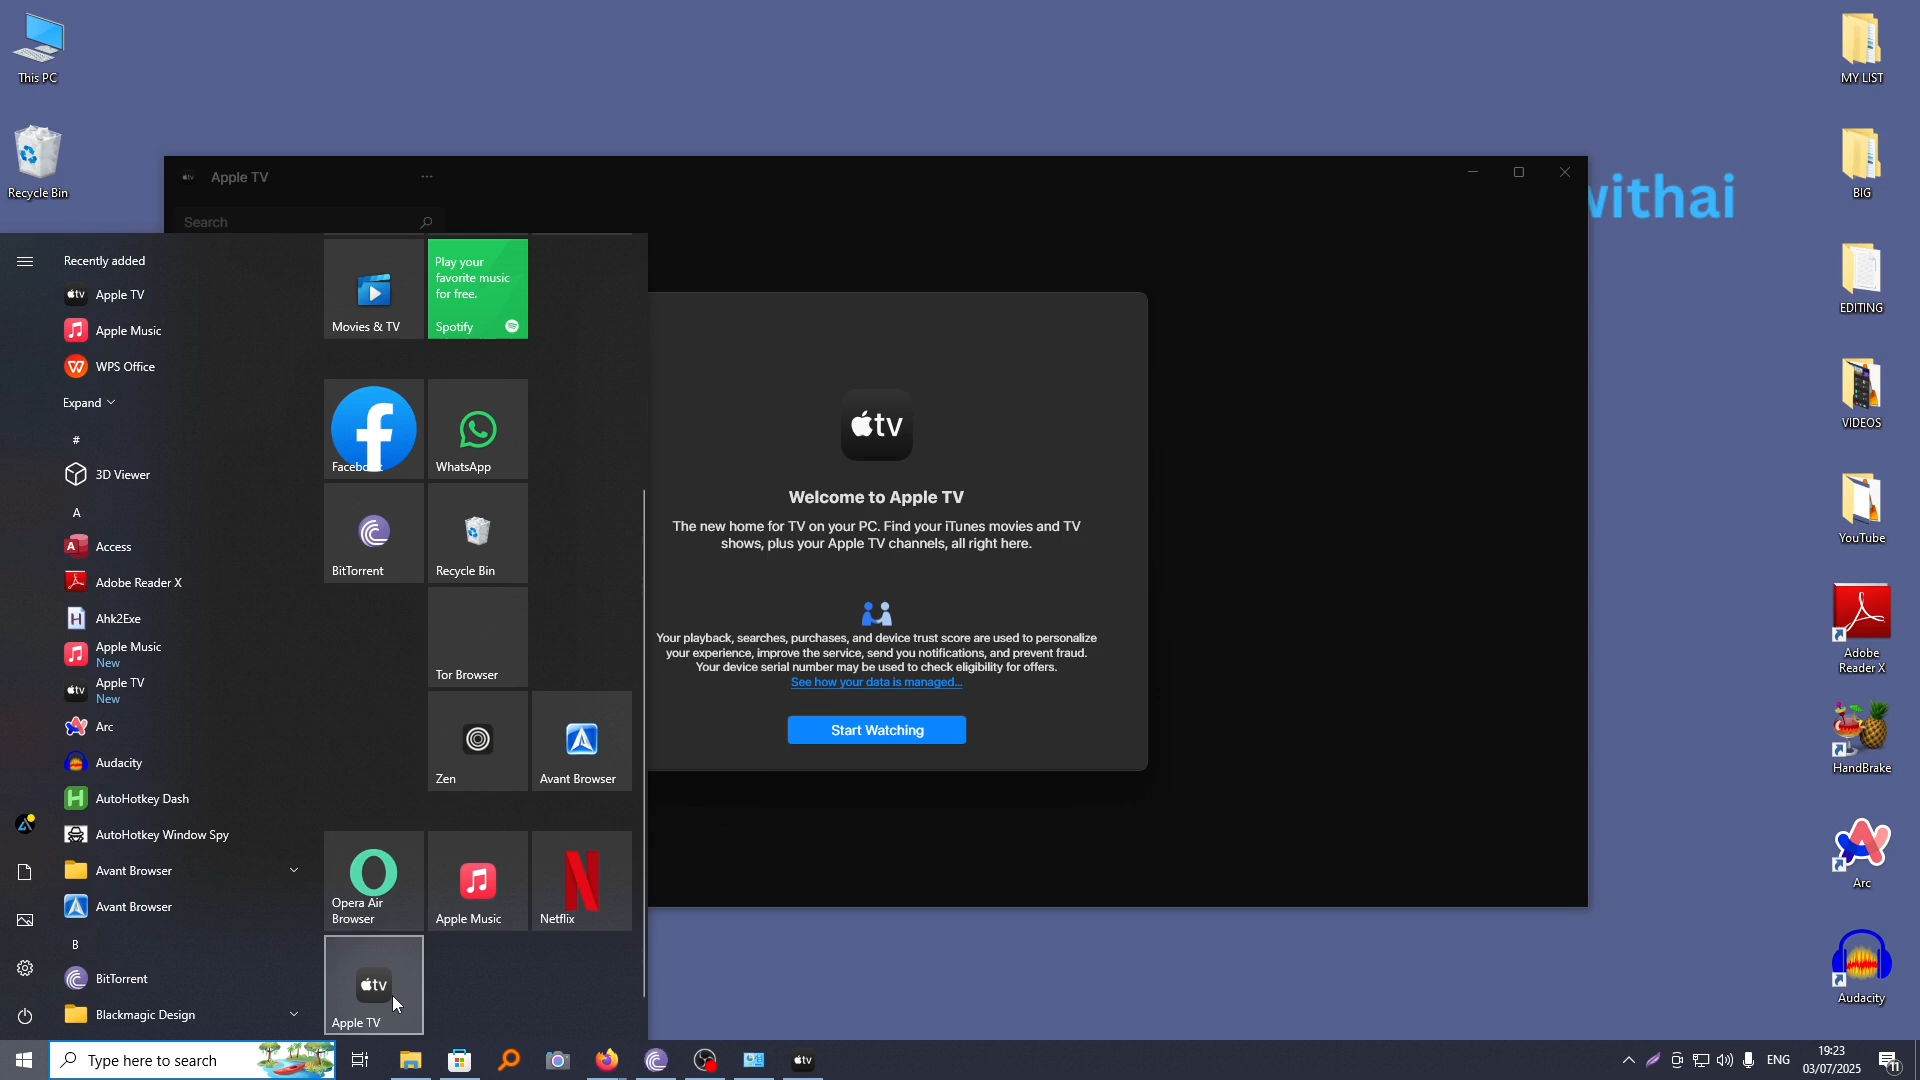 This PC
Recycle Bin
MY LIST
BIG
EDITING
VIDEOS
YouTube
Adobe
Reader X
HandBrake
Arc
Audacity
withai
tv
Apple TV
Search
tv
Welcome to Apple TV
The new home for TV on your PC. Find your iTunes movies and TV
shows, plus your Apple TV channels, all right here.
Your playback, searches, purchases, and device trust score are used to personalize
your experience, improve the service, send you notifications, and prevent fraud.
Your device serial number may be used to check eligibility for offers.
See how your data is managed...
Start Watching
Recently added
tv
Apple TV
Apple Music
W
WPS Office
Expand
#
3D Viewer
A
A
Access
Adobe Reader X
H
Ahk2Exe
Apple Music
New
tv
Apple TV
New
Arc
Audacity
H
AutoHotkey Dash
AutoHotkey Window Spy
Avant Browser
Avant Browser
B
BitTorrent
Blackmagic Design
Movies & TV
Play your
favorite music
for free.
Spotify
Facebook
WhatsApp
BitTorrent
Recycle Bin
Tor Browser
Zen
Avant Browser
Opera Air
Browser
Apple Music
Netflix
tv
Apple TV
Type here to search
tv
ENG
19:23
03/07/2025
11